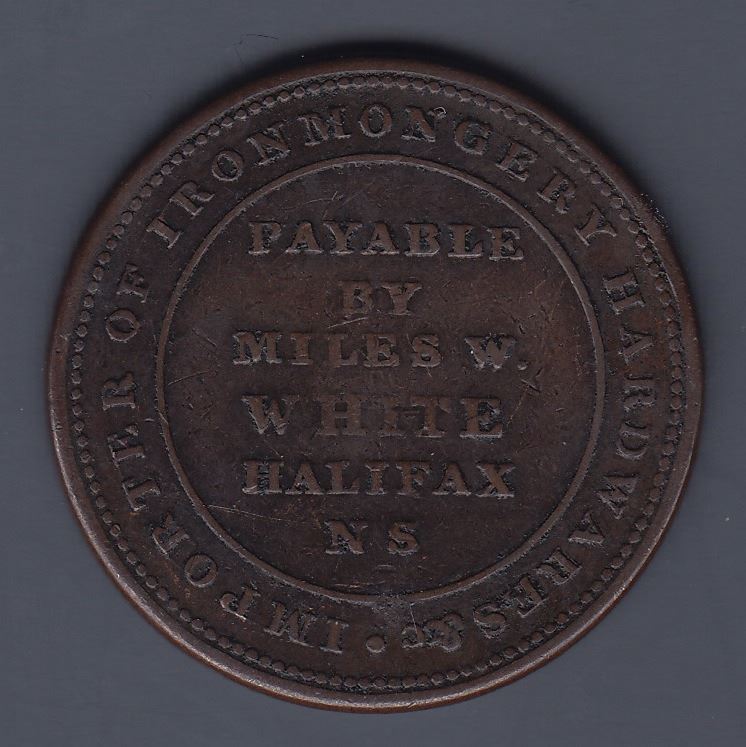 IMPORTER OF IRONMONGERY HARDWARES &c.
PAYABLE
BY
MILES W.
WHITE
HALIFAX
NS